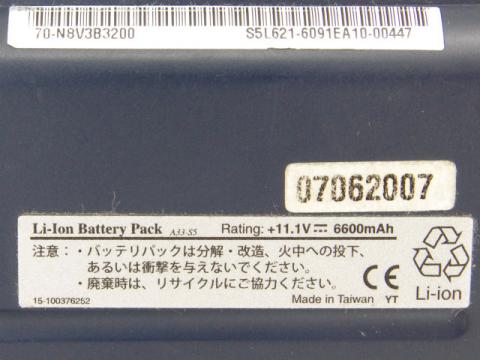 70-N8V3B3200 S5L621-6091EA10-00447
07062007
Li-Ion Battery Pack A33-S5 Rating: +11.1V⎓ 6600mAh
注意：・バッテリパックは分解・改造、火中への投下、
あるいは衝撃を与えないでください。
・廃棄時は、リサイクルにご協力ください。
15-100376252 Made in Taiwan YT CE Li-ion